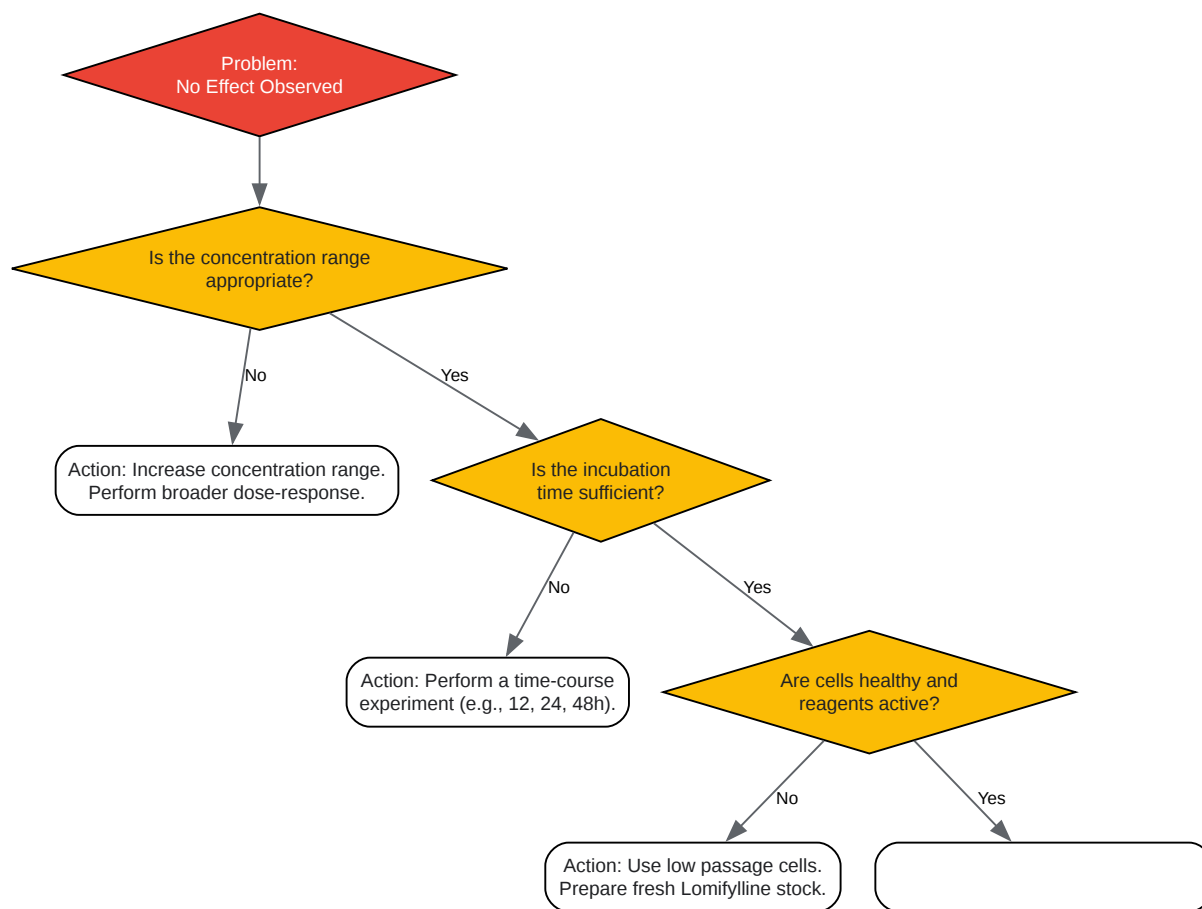 Problem:
No Effect Observed
Is the concentration range
appropriate?
No
Yes
Action: Increase concentration range.
Perform broader dose-response.
Is the incubation
time sufficient?
No
Yes
Action: Perform a time-course
experiment (e.g., 12, 24, 48h).
Are cells healthy and
reagents active?
No
Yes
Action: Use low passage cells.
Prepare fresh Lomifylline stock.